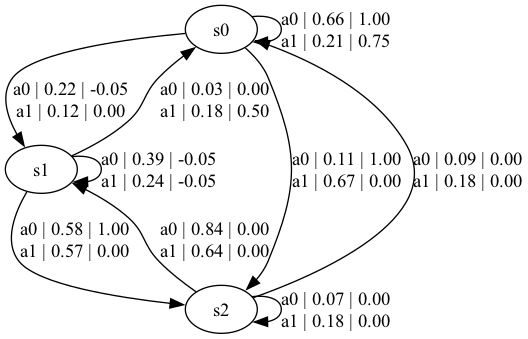 s0
a0 | 0.66 | 1.00
a1 | 0.21 | 0.75
a0 | 0.22 | -0.05
a1 | 0.12 | 0.00
a0 | 0.03 | 0.00
a1 | 0.18 | 0.50
s1
a0 | 0.39 | -0.05
a1 | 0.24 | -0.05
a0 | 0.11 | 1.00
a1 | 0.67 | 0.00
a0 | 0.09 | 0.00
a1 | 0.18 | 0.00
a0 | 0.58 | 1.00
a1 | 0.57 | 0.00
a0 | 0.84 | 0.00
a1 | 0.64 | 0.00
s2
a0 | 0.07 | 0.00
a1 | 0.18 | 0.00